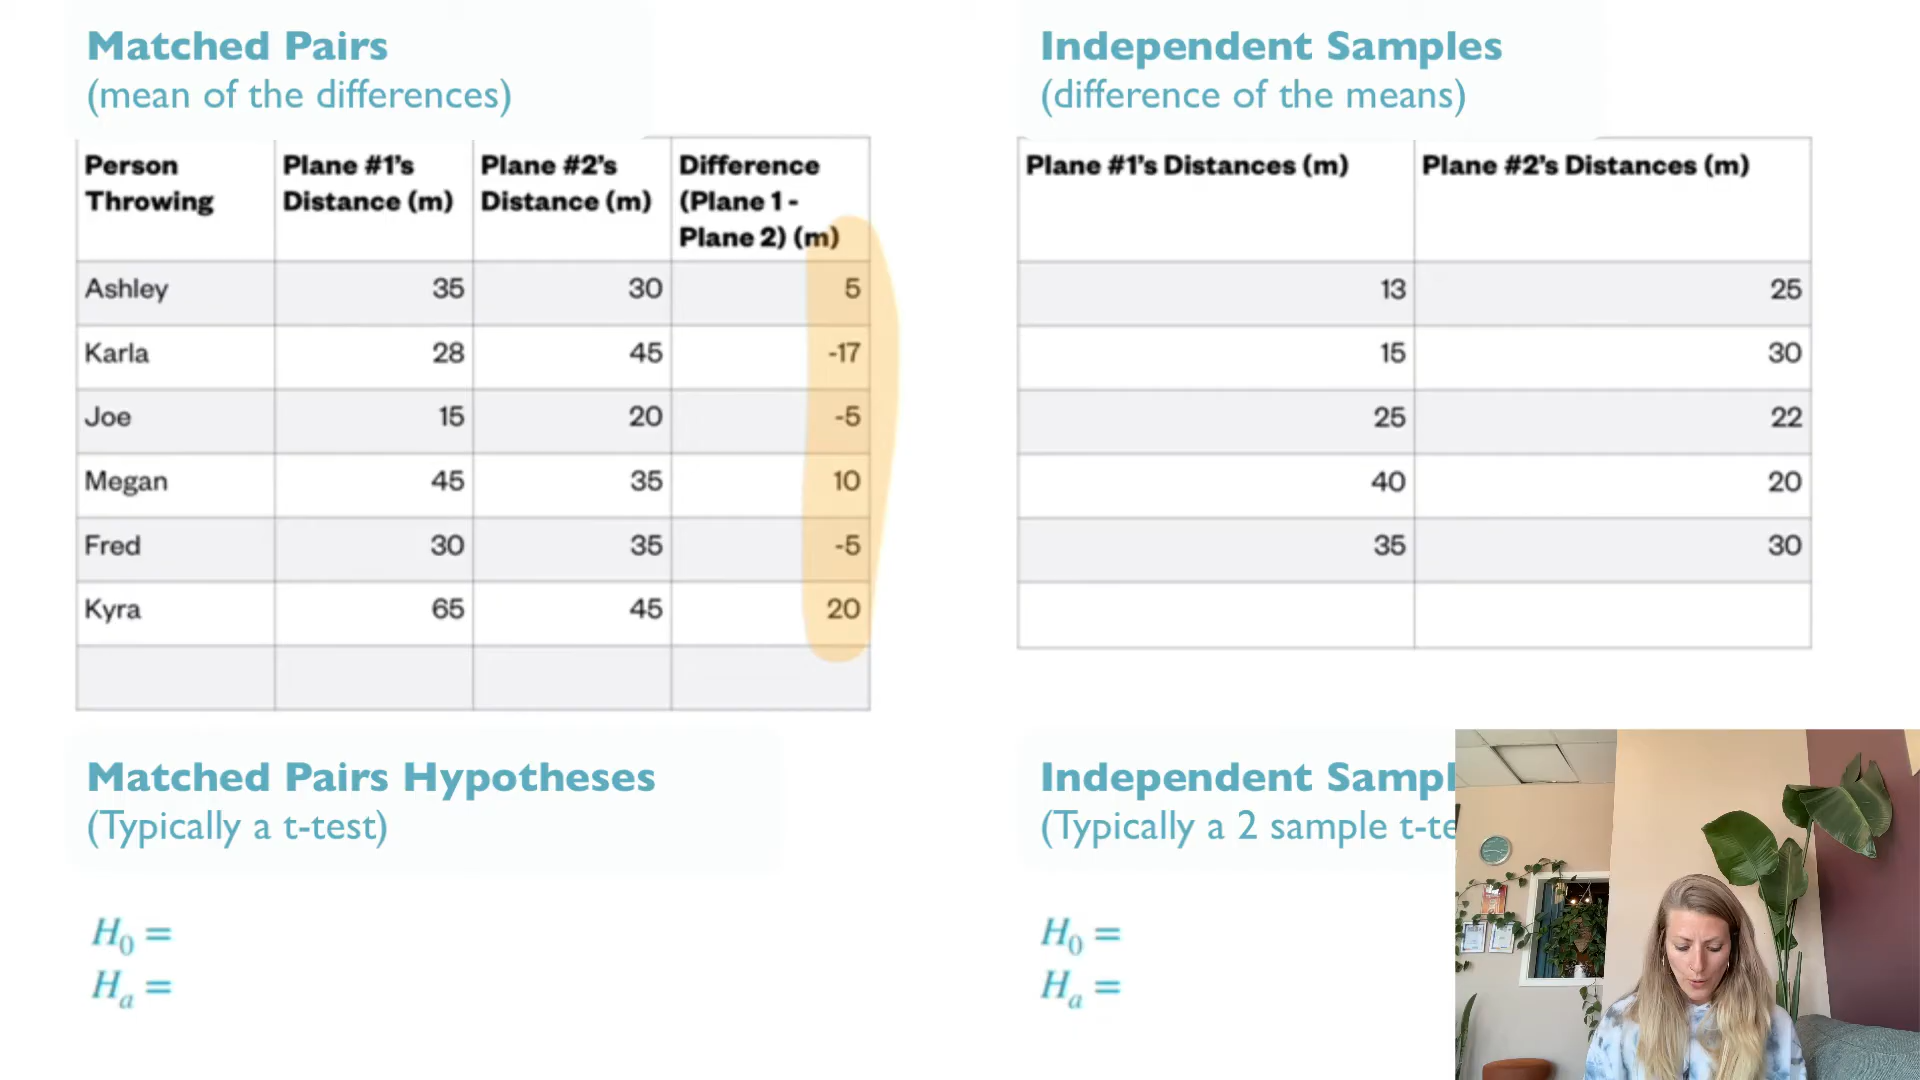 Matched Pairs
(mean of the differences)
Person Throwing | Plane #1's Distance (m) | Plane #2's Distance (m) | Difference (Plane 1 - Plane 2) (m)
Ashley | 35 | 30 | 5
Karla | 28 | 45 | -17
Joe | 15 | 20 | -5
Megan | 45 | 35 | 10
Fred | 30 | 35 | -5
Kyra | 65 | 45 | 20
Matched Pairs Hypotheses
(Typically a t-test)
H₀ =
Hₐ =
Independent Samples
(difference of the means)
Plane #1's Distances (m) | Plane #2's Distances (m)
13 | 25
15 | 30
25 | 22
40 | 20
35 | 30
Independent Sampl
(Typically a 2 sample t-te
H₀ =
Hₐ =